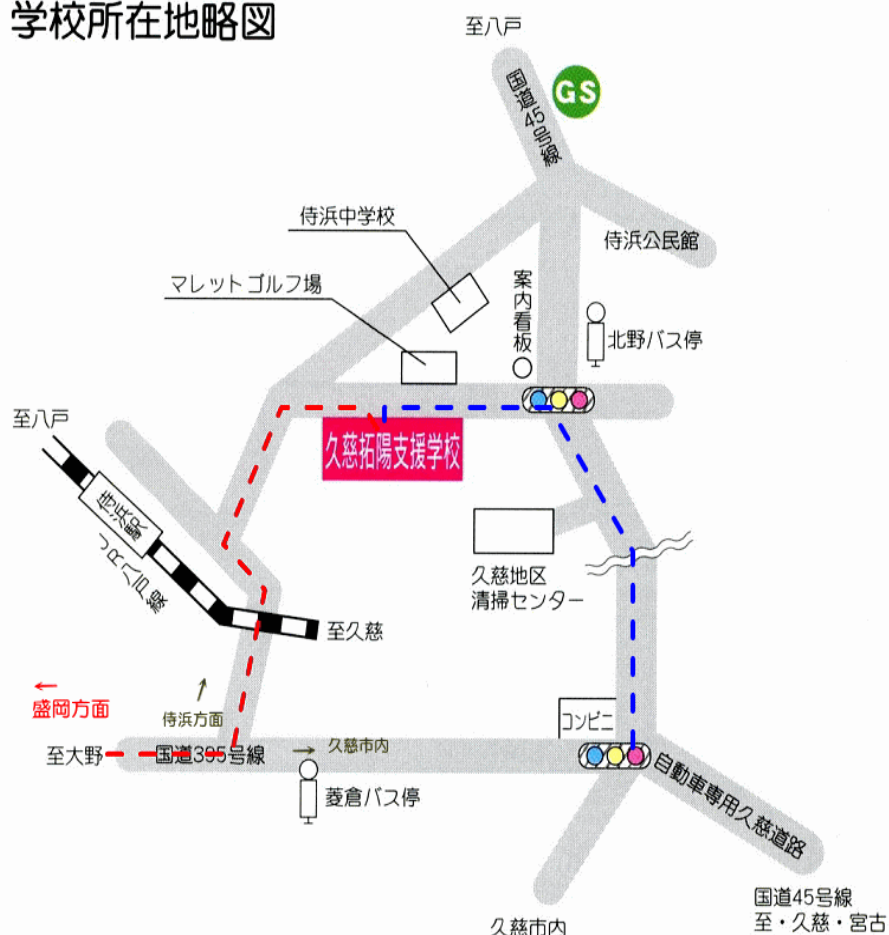 学校所在地略図
至八戸
国道45号線
GS
侍浜公民館
侍浜中学校
マレットゴルフ場
案内看板
北野バス停
至八戸
侍浜駅
JR八戸線
久慈拓陽支援学校
久慈地区
清掃センター
至久慈
←
盛岡方面
↑
侍浜方面
コンビニ
至大野
国道395号線
→ 久慈市内
菱倉バス停
自動車専用久慈道路
国道45号線
至・久慈・宮古
久慈市内